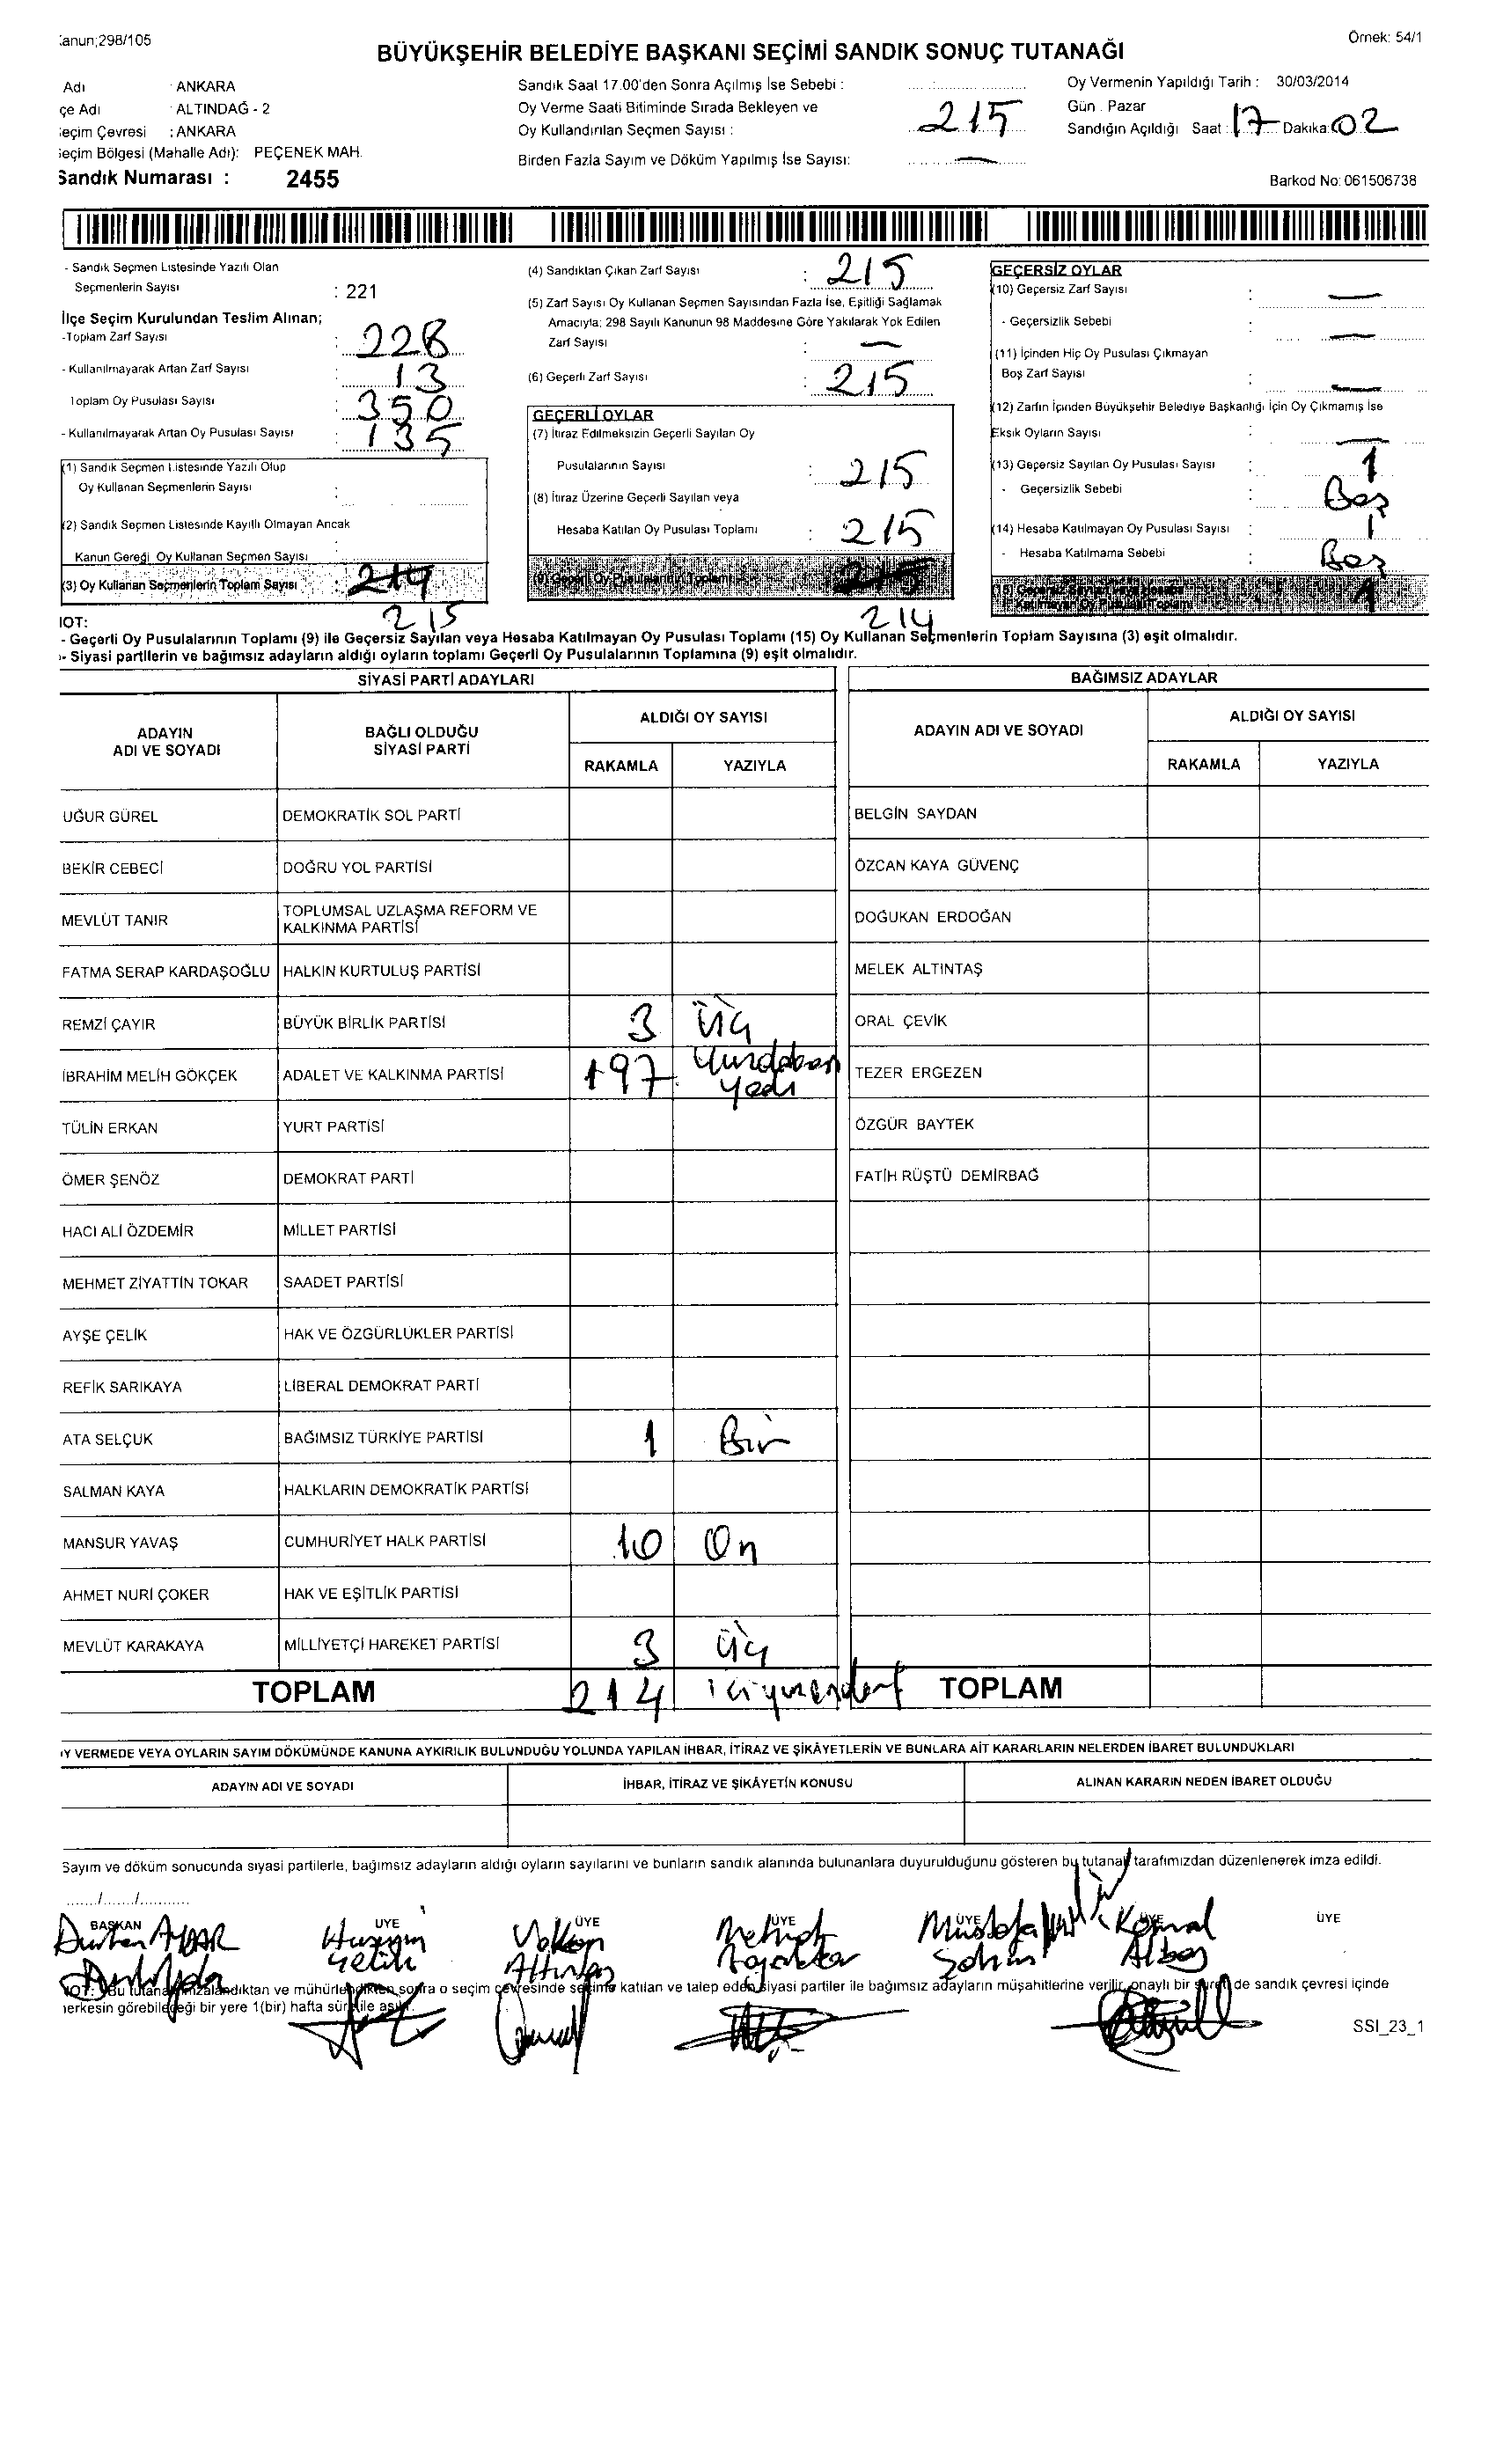 anun;298/105
Örnek: 54/1
BÜYÜKŞEHİR BELEDİYE BAŞKANI SEÇİMİ SANDIK SONUÇ TUTANAĞI
Adı : ANKARA
çe Adı ALTINDAĞ - 2
eçim Çevresi : ANKARA
eçim Bölgesi (Mahalle Adı): PEÇENEK MAH.
Sandık Numarası : 2455
Sandık Saat 17.00'den Sonra Açılmış İse Sebebi :
Oy Verme Saati Bitiminde Sırada Bekleyen ve
Oy Kullandırılan Seçmen Sayısı : 215
Birden Fazla Sayım ve Döküm Yapılmış İse Sayısı: —
Oy Vermenin Yapıldığı Tarih : 30/03/2014
Gün : Pazar
Sandığın Açıldığı Saat : 17 Dakika: 02
Barkod No: 061506738
- Sandık Seçmen Listesinde Yazılı Olan
Seçmenlerin Sayısı : 221
İlçe Seçim Kurulundan Teslim Alınan;
-Toplam Zarf Sayısı : 228
- Kullanılmayarak Artan Zarf Sayısı : 13
Toplam Oy Pusulası Sayısı : 350
- Kullanılmayarak Artan Oy Pusulası Sayısı : 135
(1) Sandık Seçmen Listesinde Yazılı Olup
Oy Kullanan Seçmenlerin Sayısı :
(2) Sandık Seçmen Listesinde Kayıtlı Olmayan Ancak
Kanun Gereği Oy Kullanan Seçmen Sayısı :
(3) Oy Kullanan Seçmenlerin Toplam Sayısı :
215
(4) Sandıktan Çıkan Zarf Sayısı : 215
(5) Zarf Sayısı Oy Kullanan Seçmen Sayısından Fazla İse, Eşitliği Sağlamak
Amacıyla; 298 Sayılı Kanunun 98 Maddesine Göre Yakılarak Yok Edilen
Zarf Sayısı : —
(6) Geçerli Zarf Sayısı : 215
GEÇERLİ OYLAR
(7) İtiraz Edilmeksizin Geçerli Sayılan Oy
Pusulalarının Sayısı : 215
(8) İtiraz Üzerine Geçerli Sayılan veya
Hesaba Katılan Oy Pusulası Toplamı : 215
(9) Geçerli Oy Pusulalarının Toplamı 215
214
GEÇERSİZ OYLAR
(10) Geçersiz Zarf Sayısı : —
- Geçersizlik Sebebi : —
(11) İçinden Hiç Oy Pusulası Çıkmayan
Boş Zarf Sayısı : —
(12) Zarfın İçinden Büyükşehir Belediye Başkanlığı İçin Oy Çıkmamış İse
Eksik Oyların Sayısı : —
(13) Geçersiz Sayılan Oy Pusulası Sayısı : 1
- Geçersizlik Sebebi : Boş
(14) Hesaba Katılmayan Oy Pusulası Sayısı : 1
- Hesaba Katılmama Sebebi : Boş
(15) Geçersiz Sayılan veya Hesaba
Katılmayan Oy Pusulası Toplamı 1
IOT:
- Geçerli Oy Pusulalarının Toplamı (9) ile Geçersiz Sayılan veya Hesaba Katılmayan Oy Pusulası Toplamı (15) Oy Kullanan Seçmenlerin Toplam Sayısına (3) eşit olmalıdır.
- Siyasi partilerin ve bağımsız adayların aldığı oyların toplamı Geçerli Oy Pusulalarının Toplamına (9) eşit olmalıdır.
SİYASİ PARTİ ADAYLARI
BAĞIMSIZ ADAYLAR
ADAYIN ADI VE SOYADI
BAĞLI OLDUĞU SİYASİ PARTİ
ALDIĞI OY SAYISI
RAKAMLA YAZIYLA
ADAYIN ADI VE SOYADI
ALDIĞI OY SAYISI
RAKAMLA YAZIYLA
UĞUR GÜREL DEMOKRATİK SOL PARTİ BELGİN SAYDAN
BEKİR CEBECİ DOĞRU YOL PARTİSİ ÖZCAN KAYA GÜVENÇ
MEVLÜT TANIR TOPLUMSAL UZLAŞMA REFORM VE KALKINMA PARTİSİ DOĞUKAN ERDOĞAN
FATMA SERAP KARDAŞOĞLU HALKIN KURTULUŞ PARTİSİ MELEK ALTINTAŞ
REMZİ ÇAYIR BÜYÜK BİRLİK PARTİSİ 3 üç ORAL ÇEVİK
İBRAHİM MELİH GÖKÇEK ADALET VE KALKINMA PARTİSİ 197 yüzdoksan yedi TEZER ERGEZEN
TÜLİN ERKAN YURT PARTİSİ ÖZGÜR BAYTEK
ÖMER ŞENÖZ DEMOKRAT PARTİ FATİH RÜŞTÜ DEMİRBAĞ
HACI ALİ ÖZDEMİR MİLLET PARTİSİ
MEHMET ZİYATTİN TOKAR SAADET PARTİSİ
AYŞE ÇELİK HAK VE ÖZGÜRLÜKLER PARTİSİ
REFİK SARIKAYA LİBERAL DEMOKRAT PARTİ
ATA SELÇUK BAĞIMSIZ TÜRKİYE PARTİSİ 1 Bir
SALMAN KAYA HALKLARIN DEMOKRATİK PARTİSİ
MANSUR YAVAŞ CUMHURİYET HALK PARTİSİ 10 On
AHMET NURİ ÇOKER HAK VE EŞİTLİK PARTİSİ
MEVLÜT KARAKAYA MİLLİYETÇİ HAREKET PARTİSİ 3 üç
TOPLAM 214 TOPLAM
Y VERMEDE VEYA OYLARIN SAYIM DÖKÜMÜNDE KANUNA AYKIRILIK BULUNDUĞU YOLUNDA YAPILAN İHBAR, İTİRAZ VE ŞİKÂYETLERİN VE BUNLARA AİT KARARLARIN NELERDEN İBARET BULUNDUKLARI
ADAYIN ADI VE SOYADI İHBAR, İTİRAZ VE ŞİKÂYETİN KONUSU ALINAN KARARIN NEDEN İBARET OLDUĞU
Sayım ve döküm sonucunda siyasi partilerle, bağımsız adayların aldığı oyların sayılarını ve bunların sandık alanında bulunanlara duyurulduğunu gösteren bu tutanak tarafımızdan düzenlenerek imza edildi.
....../....../..........
BAŞKAN ÜYE ÜYE ÜYE ÜYE ÜYE ÜYE
Volkan Mehmet Mustafa Kemal
Şahin
NOT: Bu tutanak imzalandıktan ve mühürlendikten sonra o seçim çevresinde seçime katılan ve talep eden siyasi partiler ile bağımsız adayların müşahitlerine verilir, onaylı bir sureti de sandık çevresi içinde
herkesin görebileceği bir yere 1(bir) hafta süre ile asılır.
SSI_23_1